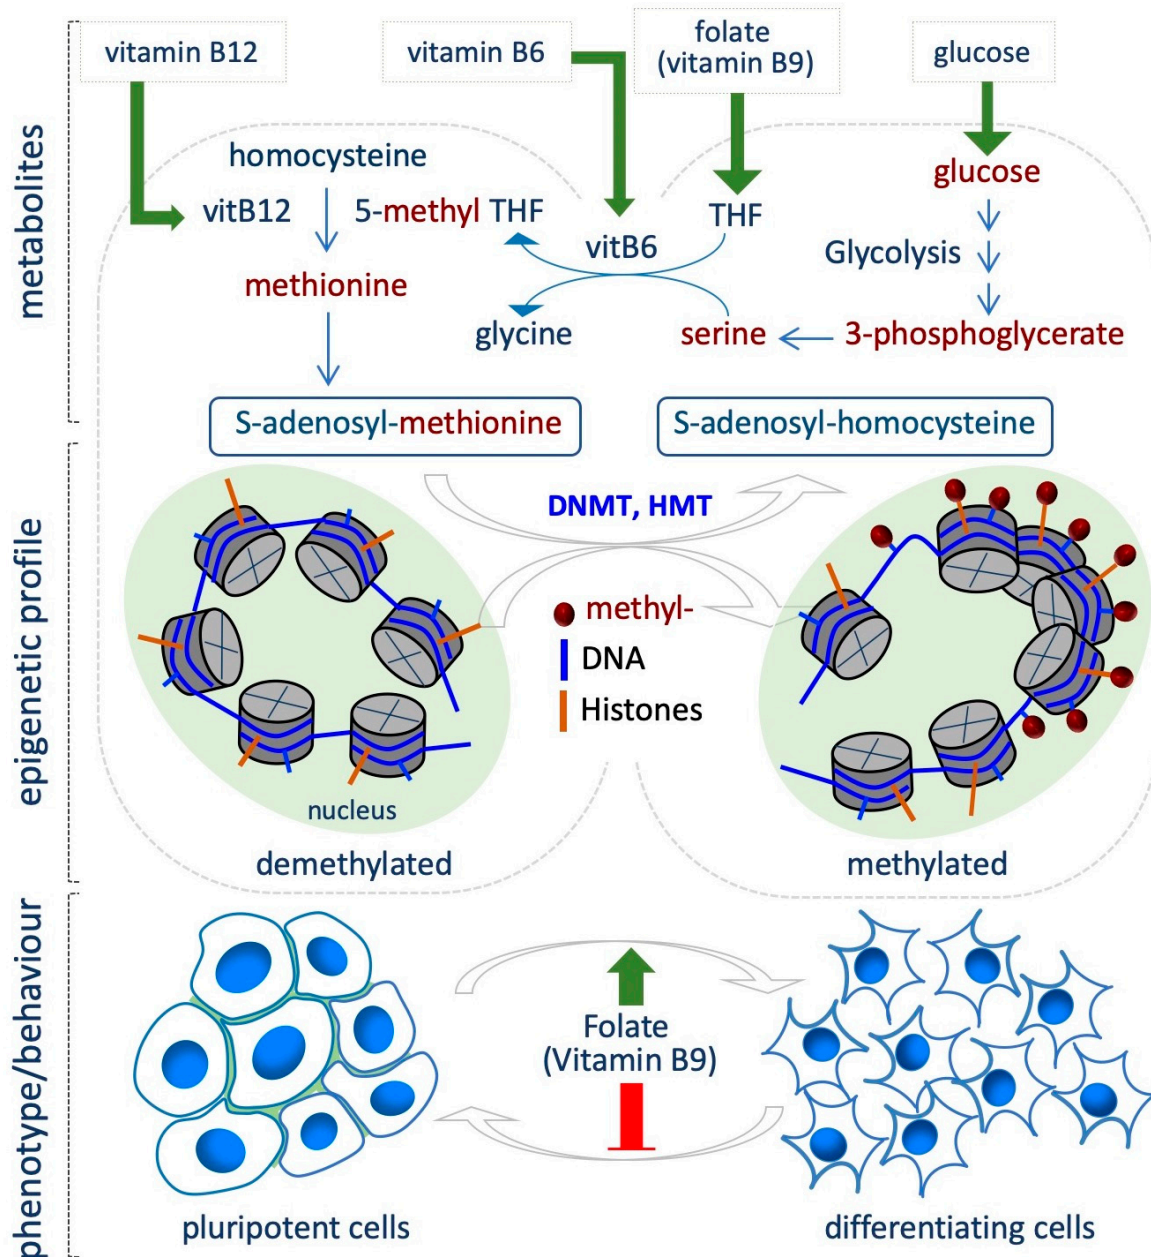 vitamin B12
vitamin B6
folate
(vitamin B9)
glucose
metabolites
homocysteine
glucose
vitB12
5-methyl THF
THF
vitB6
Glycolysis
methionine
glycine
serine
3-phosphoglycerate
S-adenosyl-methionine
S-adenosyl-homocysteine
epigenetic profile
DNMT, HMT
methyl-
DNA
Histones
nucleus
demethylated
methylated
phenotype/behaviour
Folate
(Vitamin B9)
pluripotent cells
differentiating cells